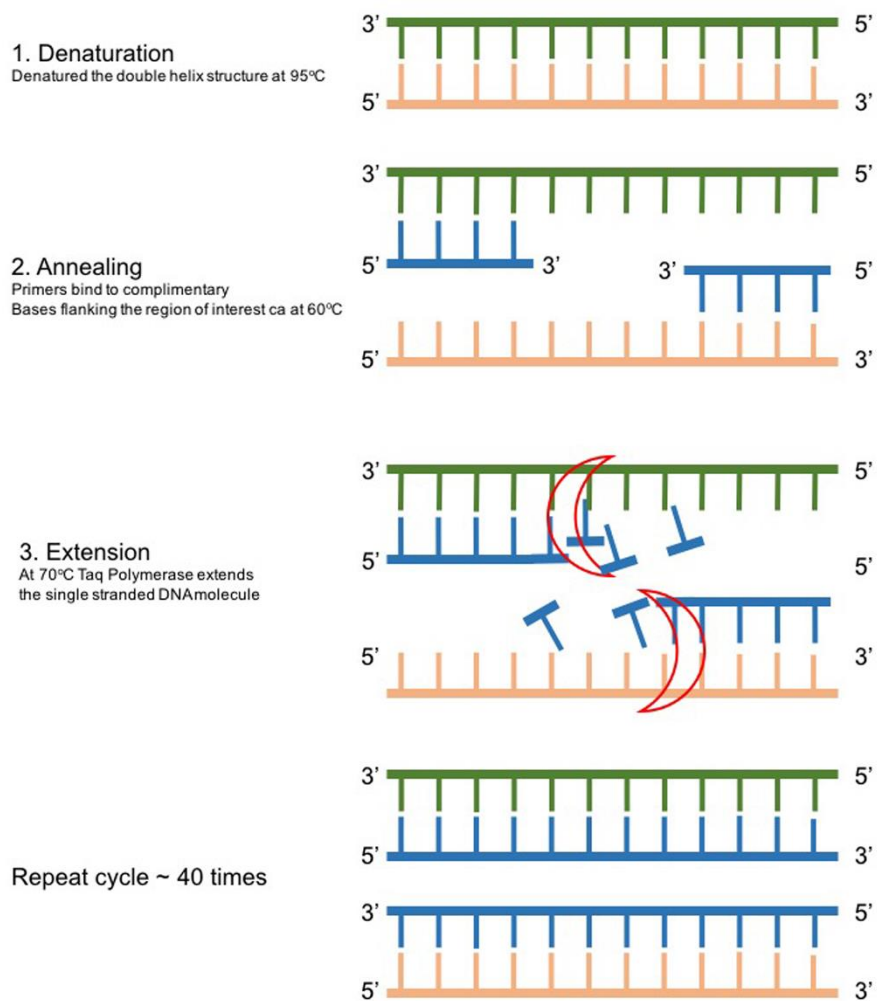 3’ 5’
1. Denaturation
Denatured the double helix structure at 95ºC
5’ 3’
3’ 5’
5’ 3’ 3’ 5’
2. Annealing
Primers bind to complimentary
Bases flanking the region of interest ca at 60ºC
5’ 3’
3’ 5’
3. Extension
At 70ºC Taq Polymerase extends
the single stranded DNA molecule
5’ 5’
5’ 3’
3’ 5’
5’ 3’
Repeat cycle ~ 40 times
3’ 5’
5’ 3’